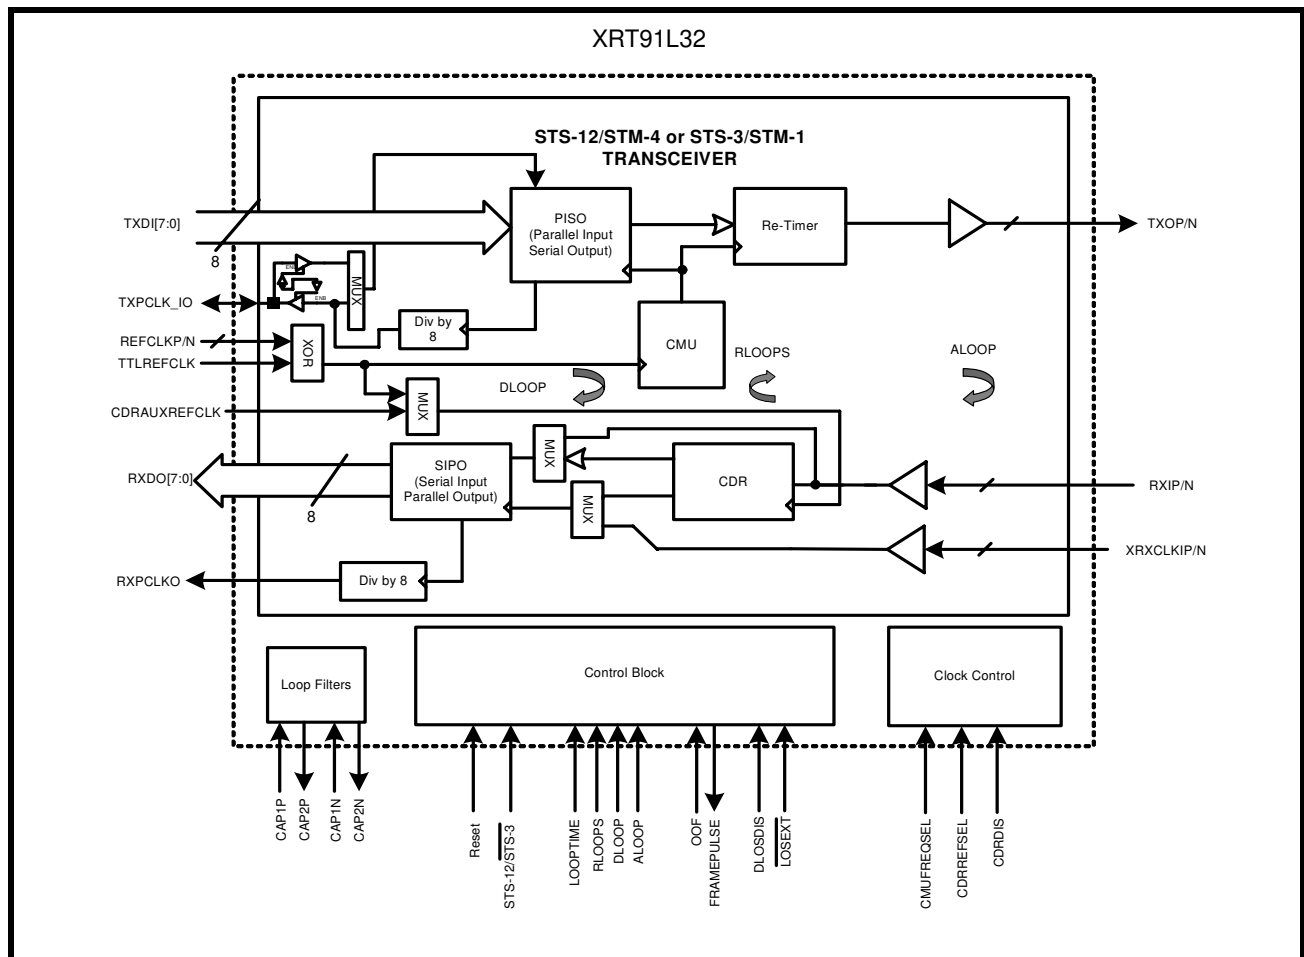 XRT91L32
STS-12/STM-4 or STS-3/STM-1
TRANSCEIVER
TXDI[7:0]
8
PISO
(Parallel Input
Serial Output)
Re-Timer
TXOP/N
ENB
MUX
TXPCLK_IO
ENB
Div by
8
REFCLKP/N
TTLREFCLK
XOR
CMU
DLOOP
RLOOPS
ALOOP
CDRAUXREFCLK
MUX
RXDO[7:0]
8
SIPO
(Serial Input
Parallel Output)
MUX
MUX
CDR
RXIP/N
XRXCLKIP/N
RXPCLKO
Div by 8
Loop Filters
Control Block
Clock Control
CAP1P
CAP2P
CAP1N
CAP2N
Reset
STS-12/STS-3
LOOPTIME
RLOOPS
DLOOP
ALOOP
OOF
FRAMEPULSE
DLOSDIS
LOSEXT
CMUFREQSEL
CDRREFSEL
CDRDIS